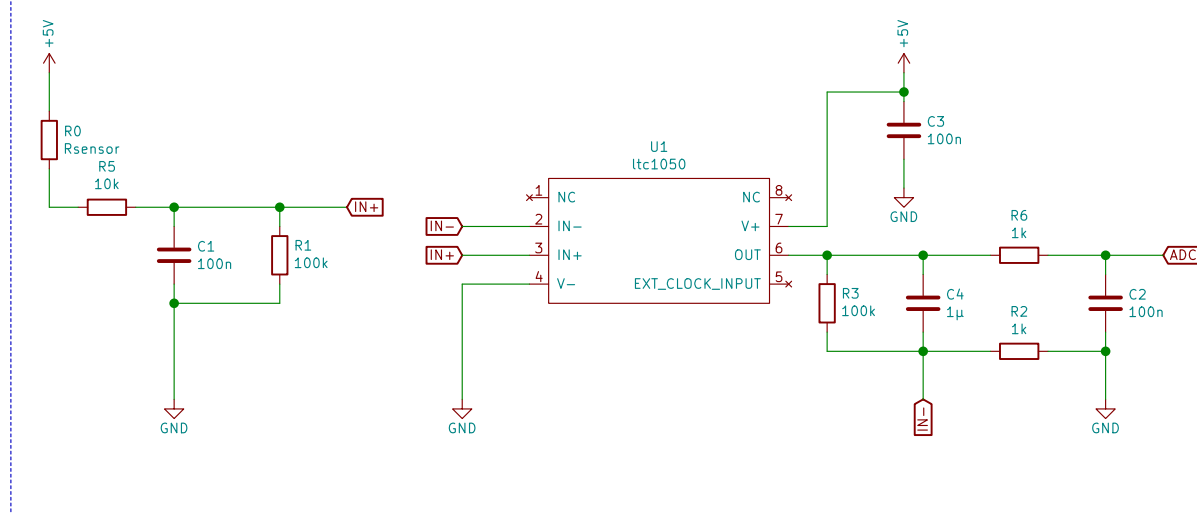 +5V
R0
Rsensor
R5
10k
IN+
C1
100n
R1
100k
GND
U1
ltc1050
1
NC
2
IN-
3
IN+
4
V-
NC
8
V+
7
OUT
6
EXT_CLOCK_INPUT
5
IN-
IN+
GND
+5V
C3
100n
GND
R6
1k
ADC
R3
100k
C4
1µ
R2
1k
C2
100n
IN-
GND